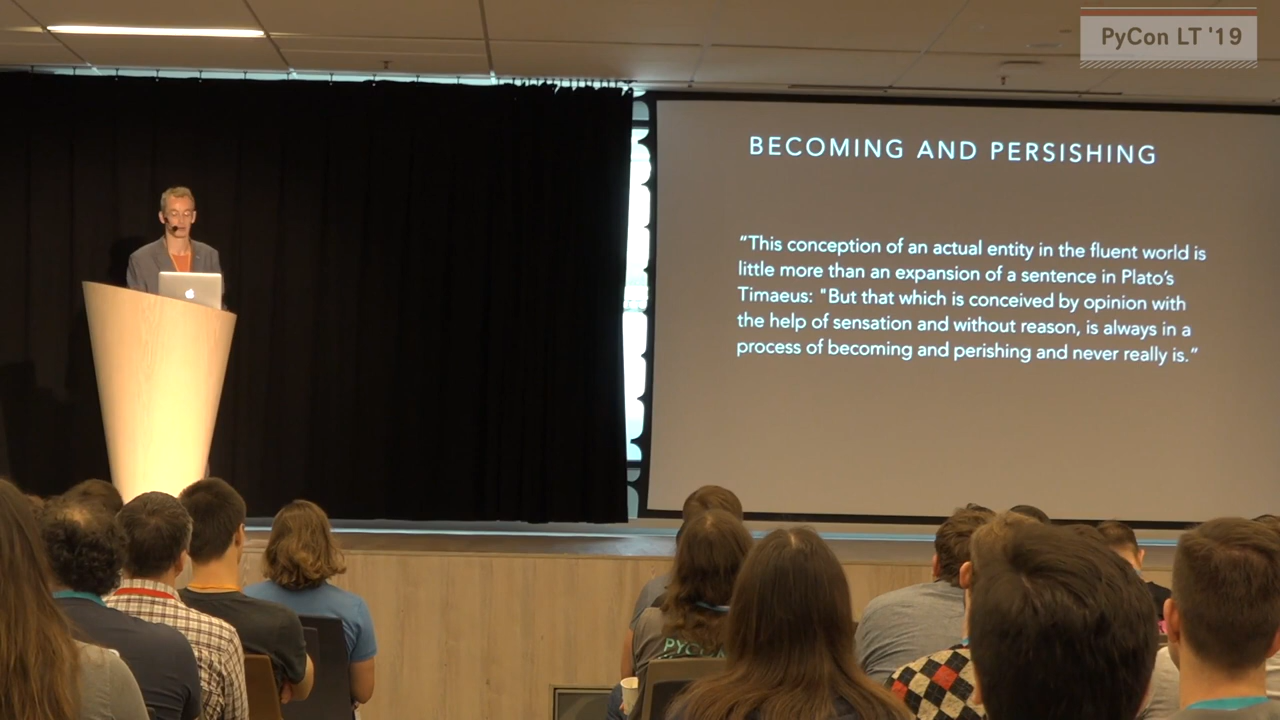 PyCon LT '19
BECOMING AND PERSISHING
“This conception of an actual entity in the fluent world is
little more than an expansion of a sentence in Plato’s
Timaeus: "But that which is conceived by opinion with
the help of sensation and without reason, is always in a
process of becoming and perishing and never really is.”